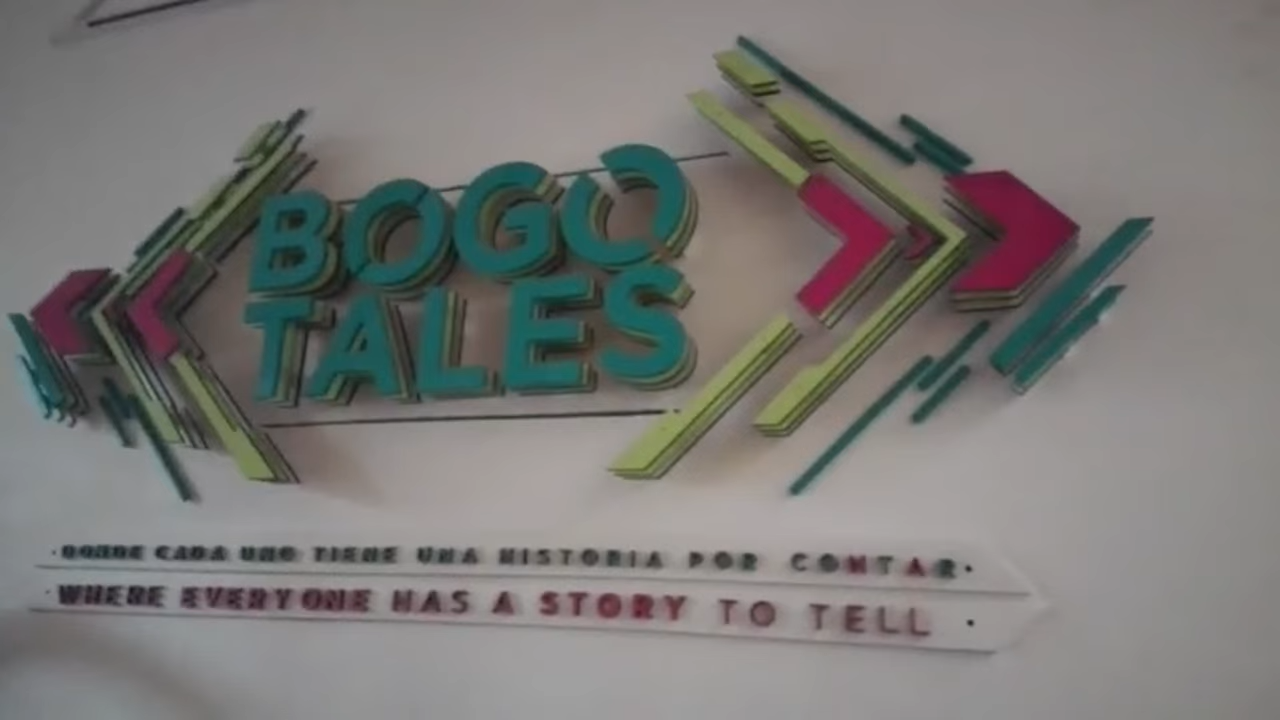 BOGO
TALES
·DONDE CADA UNO TIENE UNA HISTORIA POR CONTAR·
·WHERE EVERYONE HAS A STORY TO TELL·